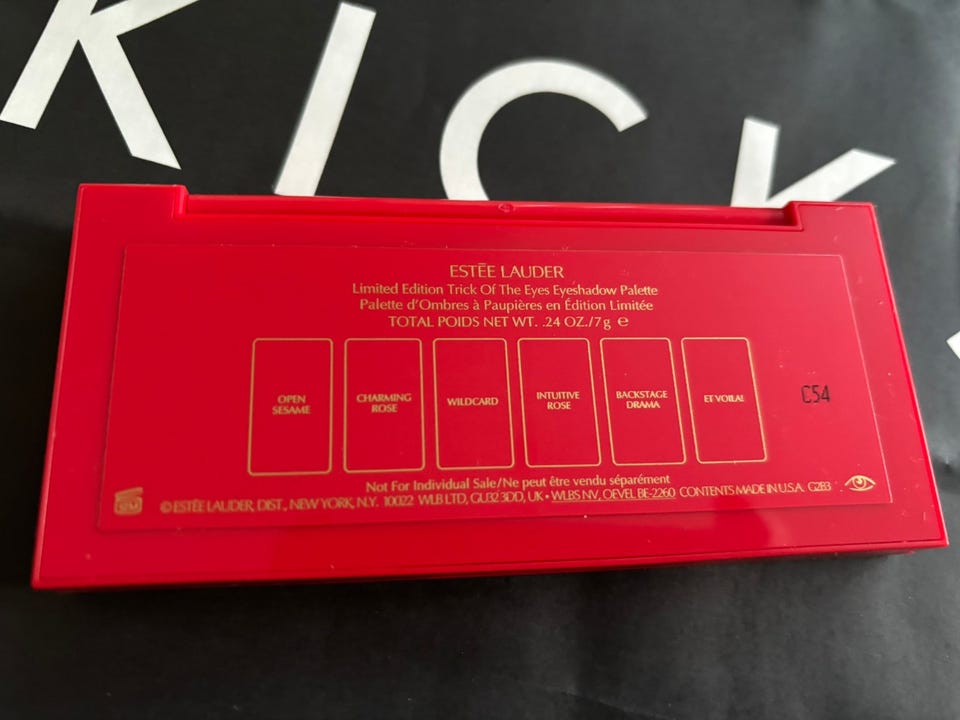 KICK
ESTĒE LAUDER
Limited Edition Trick Of The Eyes Eyeshadow Palette
Palette d'Ombres à Paupières en Édition Limitée
TOTAL POIDS NET WT. .24 OZ./7 g ℮
OPEN
SESAME
CHARMING
ROSE
WILDCARD
INTUITIVE
ROSE
BACKSTAGE
DRAMA
ET VOILA!
C54
Not For Individual Sale/Ne peut être vendu séparément
12M
© ESTĒE LAUDER, DIST., NEW YORK, N.Y. 10022 WLB LTD, GU32 3DD, UK • WLBS NV, OEVEL BE-2260 CONTENTS MADE IN U.S.A. G2B3